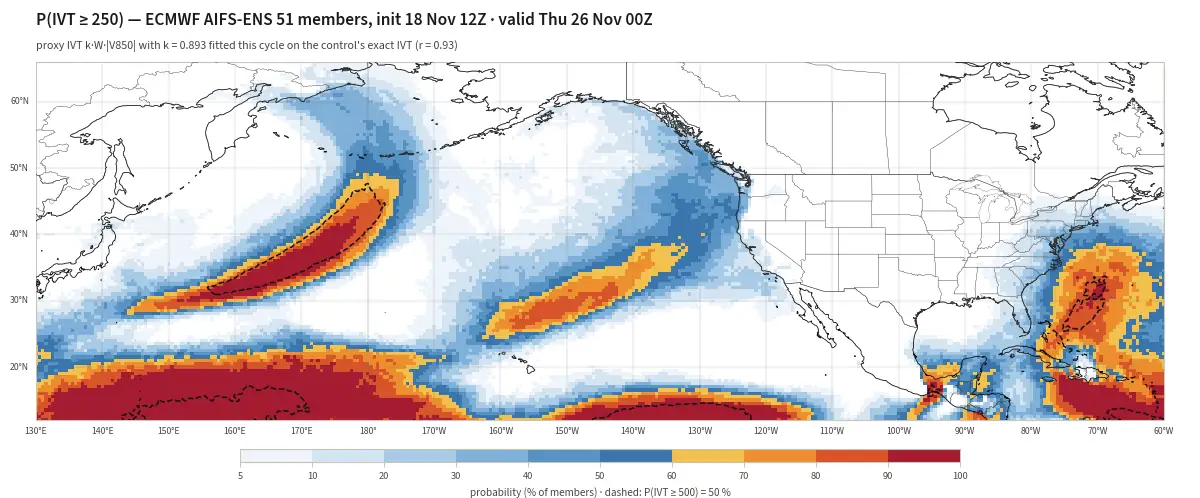 P(IVT ≥ 250) — ECMWF AIFS-ENS 51 members, init 18 Nov 12Z · valid Thu 26 Nov 00Z
proxy IVT k·W·|V850| with k = 0.893 fitted this cycle on the control's exact IVT (r = 0.93)
60°N
50°N
40°N
30°N
20°N
130°E 140°E 150°E 160°E 170°E 180° 170°W 160°W 150°W 140°W 130°W 120°W 110°W 100°W 90°W 80°W 70°W 60°W
5 10 20 30 40 50 60 70 80 90 100
probability (% of members) · dashed: P(IVT ≥ 500) = 50 %